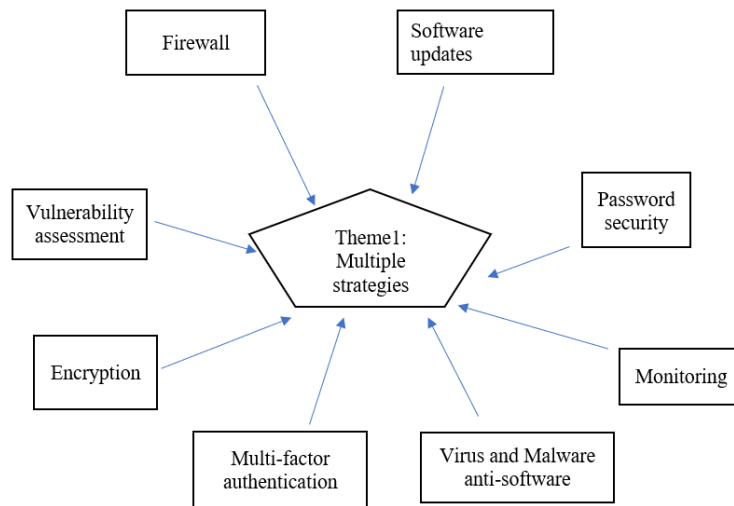 Firewall
Software
updates
Vulnerability
assessment
Theme1:
Multiple
strategies
Password
security
Encryption
Monitoring
Multi-factor
authentication
Virus and Malware
anti-software